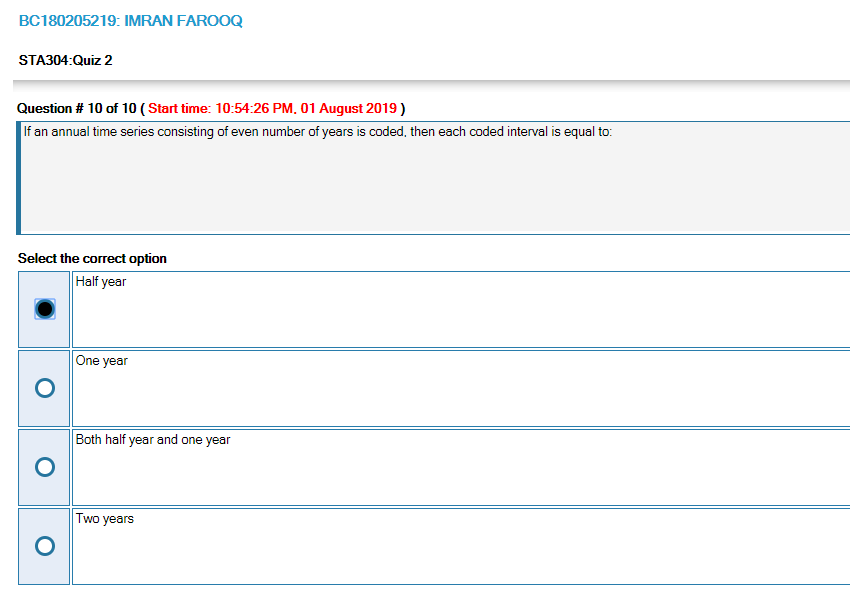 BC180205219: IMRAN FAROOQ
STA304:Quiz 2
Question # 10 of 10 ( Start time: 10:54:26 PM, 01 August 2019 )
If an annual time series consisting of even number of years is coded, then each coded interval is equal to:
Select the correct option
Half year
One year
Both half year and one year
Two years